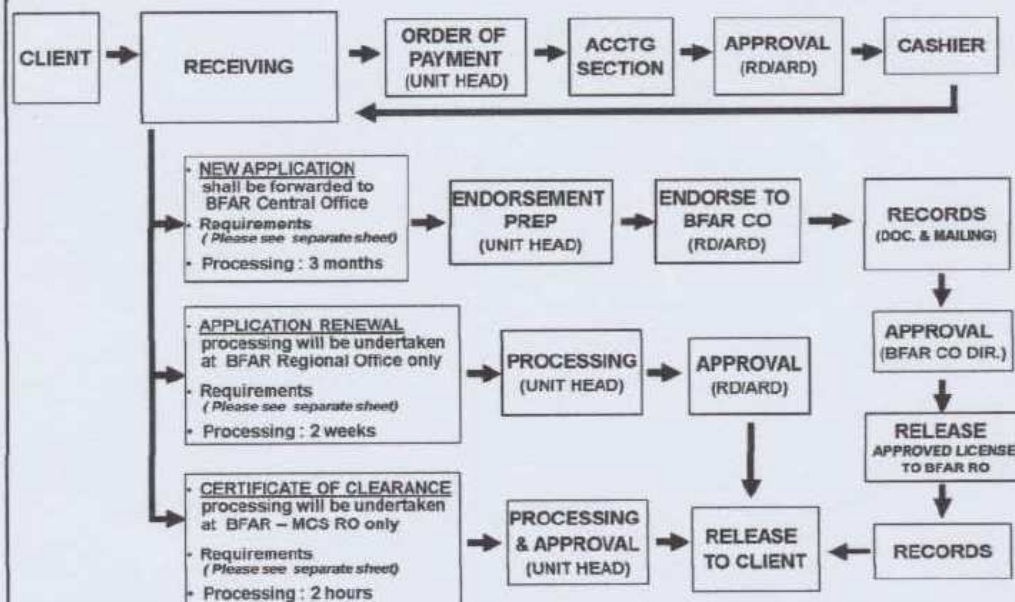 CLIENT
RECEIVING
ORDER OF
PAYMENT
(UNIT HEAD)
ACCTG
SECTION
APPROVAL
(RD/ARD)
CASHIER
• NEW APPLICATION
shall be forwarded to
BFAR Central Office
• Requirements
( Please see separate sheet)
• Processing : 3 months
ENDORSEMENT
PREP
(UNIT HEAD)
ENDORSE TO
BFAR CO
(RD/ARD)
RECORDS
(DOC. & MAILING)
APPROVAL
(BFAR CO DIR.)
RELEASE
APPROVED LICENSE
TO BFAR RO
RECORDS
• APPLICATION RENEWAL
processing will be undertaken
at BFAR Regional Office only
• Requirements
( Please see separate sheet)
• Processing : 2 weeks
PROCESSING
(UNIT HEAD)
APPROVAL
(RD/ARD)
• CERTIFICATE OF CLEARANCE
processing will be undertaken
at BFAR – MCS RO only
• Requirements
( Please see separate sheet)
• Processing : 2 hours
PROCESSING
& APPROVAL
(UNIT HEAD)
RELEASE
TO CLIENT